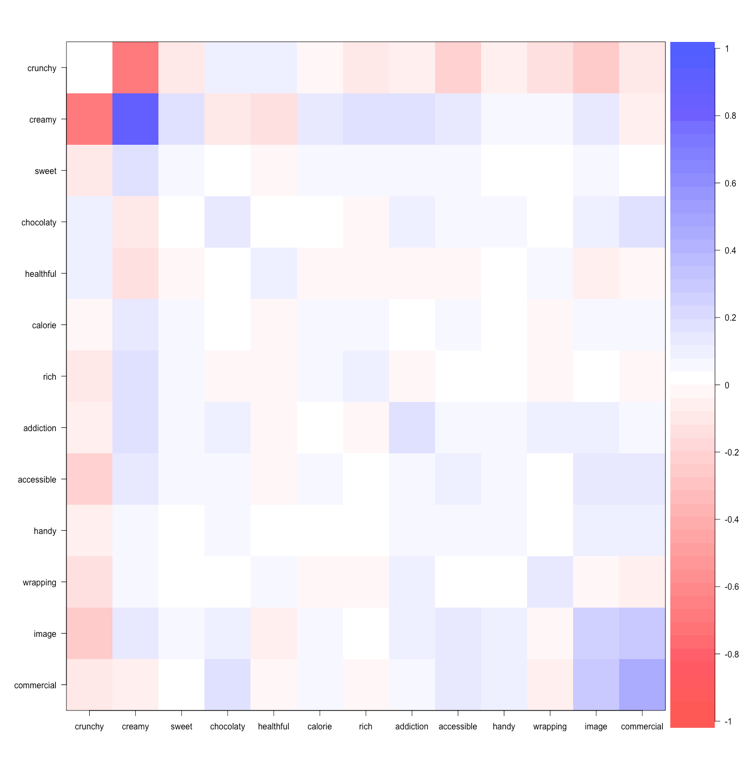 crunchy
creamy
sweet
chocolaty
healthful
calorie
rich
addiction
accessible
handy
wrapping
image
commercial
crunchy creamy sweet chocolaty healthful calorie rich addiction accessible handy wrapping image commercial
1
0.8
0.6
0.4
0.2
0
-0.2
-0.4
-0.6
-0.8
-1